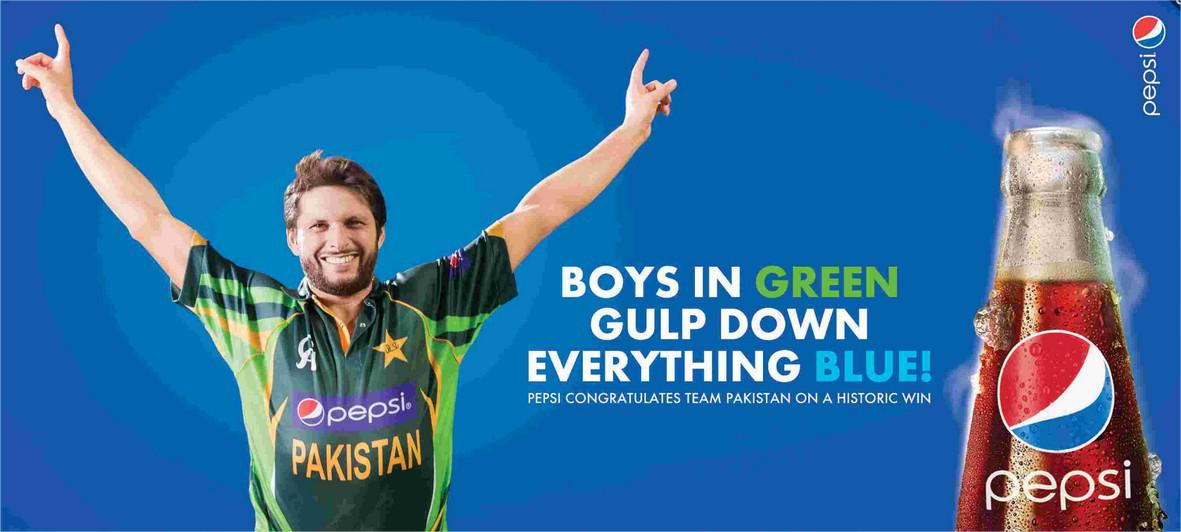 pepsi
BOYS IN GREEN
GULP DOWN
EVERYTHING BLUE!
PEPSI CONGRATULATES TEAM PAKISTAN ON A HISTORIC WIN
pepsi
PAKISTAN
pepsi